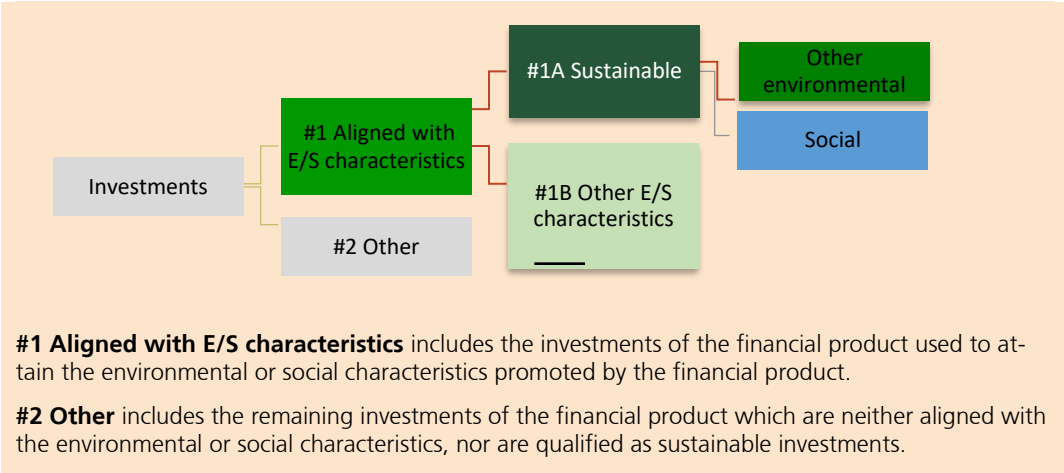 Investments
#1 Aligned with
E/S characteristics
#2 Other
#1A Sustainable
#1B Other E/S
characteristics
Other
environmental
Social
#1 Aligned with E/S characteristics includes the investments of the financial product used to at-
tain the environmental or social characteristics promoted by the financial product.
#2 Other includes the remaining investments of the financial product which are neither aligned with
the environmental or social characteristics, nor are qualified as sustainable investments.